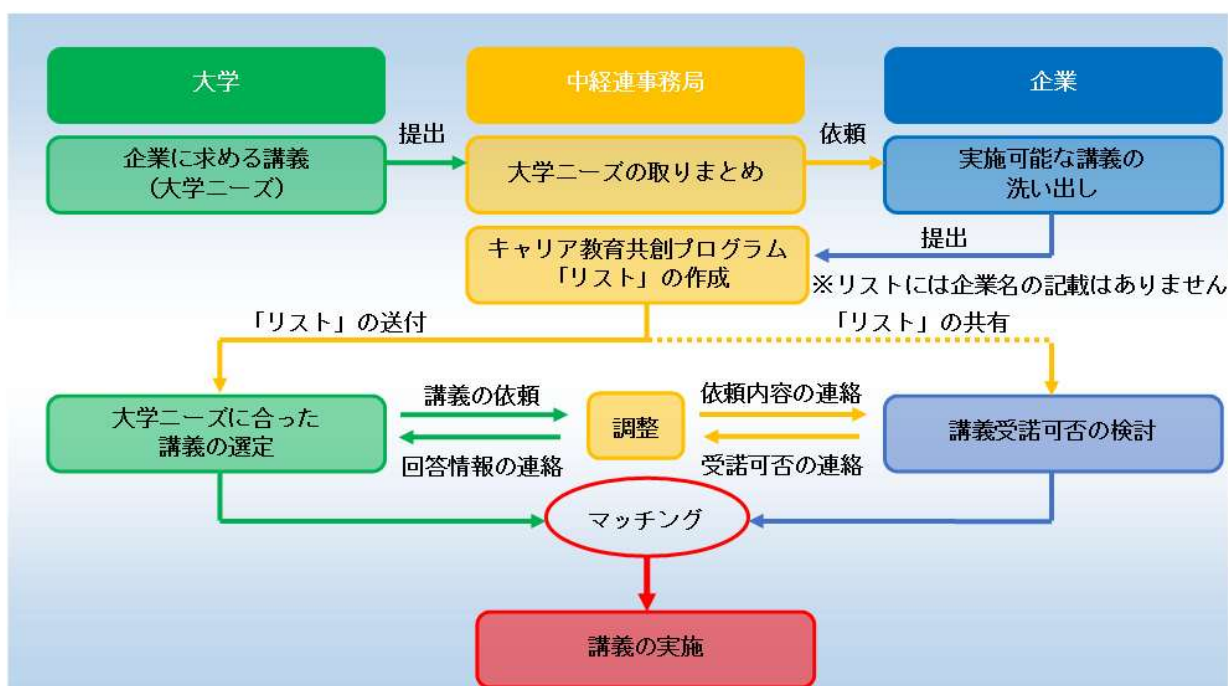 大学
中経連事務局
企業
提出
依頼
企業に求める講義
(大学ニーズ)
大学ニーズの取りまとめ
実施可能な講義の
洗い出し
提出
キャリア教育共創プログラム
「リスト」の作成
※リストには企業名の記載はありません
「リスト」の送付
「リスト」の共有
講義の依頼
依頼内容の連絡
大学ニーズに合った
講義の選定
調整
講義受諾可否の検討
回答情報の連絡
受諾可否の連絡
マッチング
講義の実施